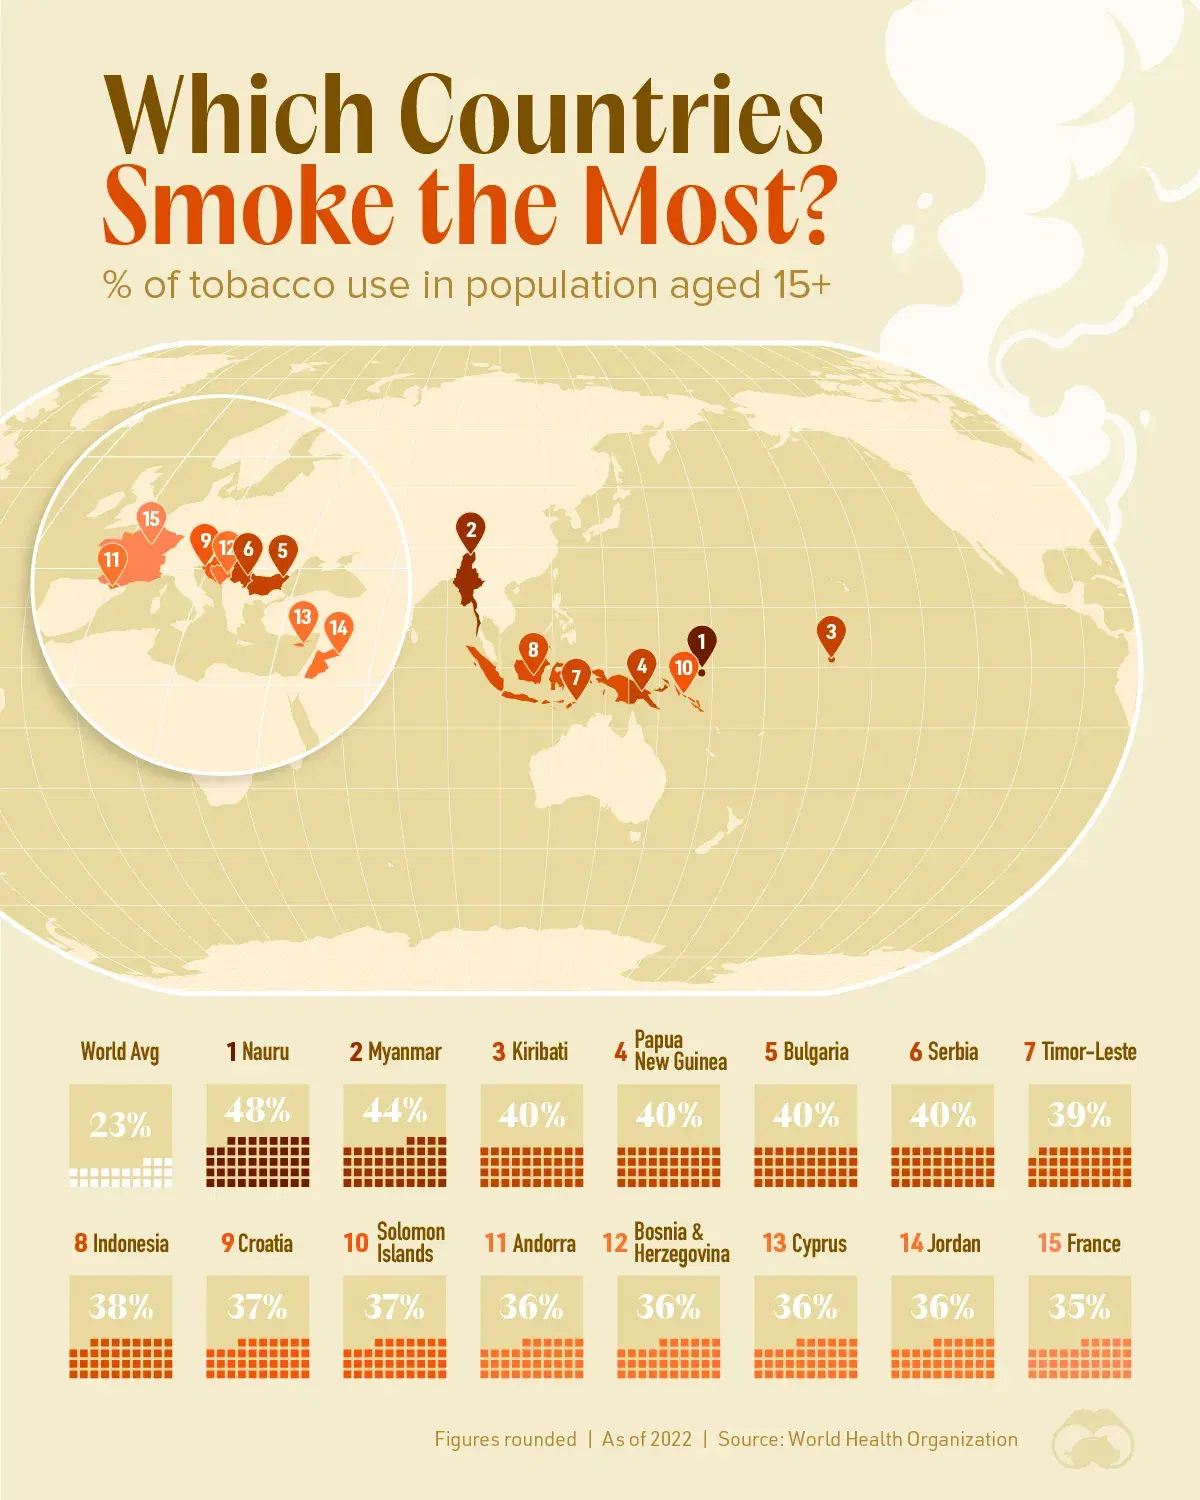 Which Countries
Smoke the Most?
% of tobacco use in population aged 15+
15
11
9
12
6
5
13
14
2
8
7
4
10
1
3
World Avg
23%
1 Nauru
48%
2 Myanmar
44%
3 Kiribati
40%
4 Papua
New Guinea
40%
5 Bulgaria
40%
6 Serbia
40%
7 Timor-Leste
39%
8 Indonesia
38%
9 Croatia
37%
10 Solomon
Islands
37%
11 Andorra
36%
12 Bosnia &
Herzegovina
36%
13 Cyprus
36%
14 Jordan
36%
15 France
35%
Figures rounded | As of 2022 | Source: World Health Organization